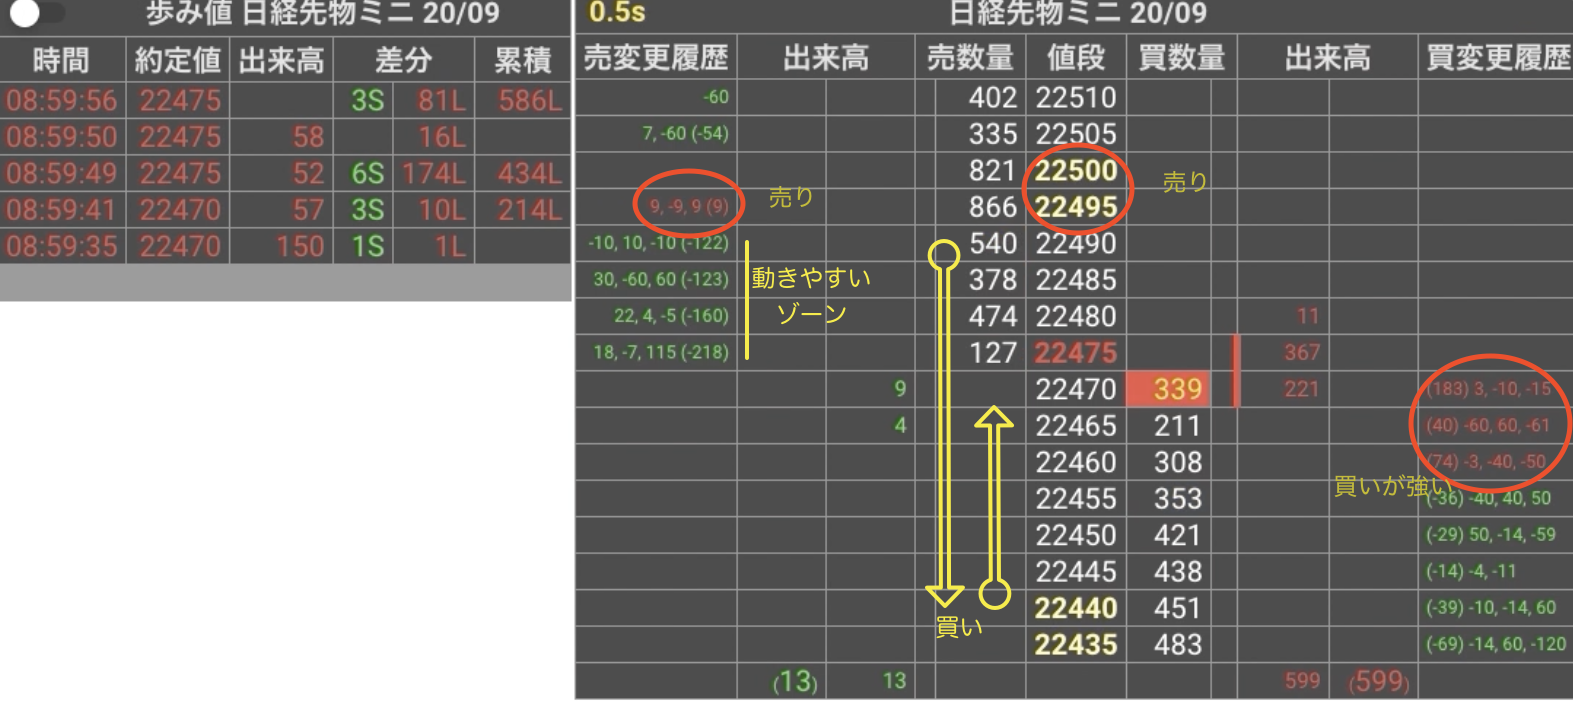 歩み値 日経先物ミニ 20/09
時間 約定値 出来高 差分 累積
08:59:56 22475 3S 81L 586L
08:59:50 22475 58 16L
08:59:49 22475 52 6S 174L 434L
08:59:41 22470 57 3S 10L 214L
08:59:35 22470 150 1S 1L
0.5s 日経先物ミニ 20/09
売変更履歴 出来高 売数量 値段 買数量 出来高 買変更履歴
-60 402 22510
7, -60 (-54) 335 22505
821 22500 売り
9, -9, 9 (9) 売り 866 22495
-10, 10, -10 (-122) 540 22490
30, -60, 60 (-123) 動きやすい 378 22485
22, 4, -5 (-160) ゾーン 474 22480 11
18, -7, 115 (-218) 127 22475 367
9 22470 339 221 (183) 3, -10, -15
4 22465 211 (40) -60, 60, -61
22460 308 (74) -3, -40, -50
買いが強い
22455 353 (-36) -40, 40, 50
22450 421 (-29) 50, -14, -59
22445 438 (-14) -4, -11
22440 451 (-39) -10, -14, 60
買い
22435 483 (-69) -14, 60, -120
(13) 13 599 (599)